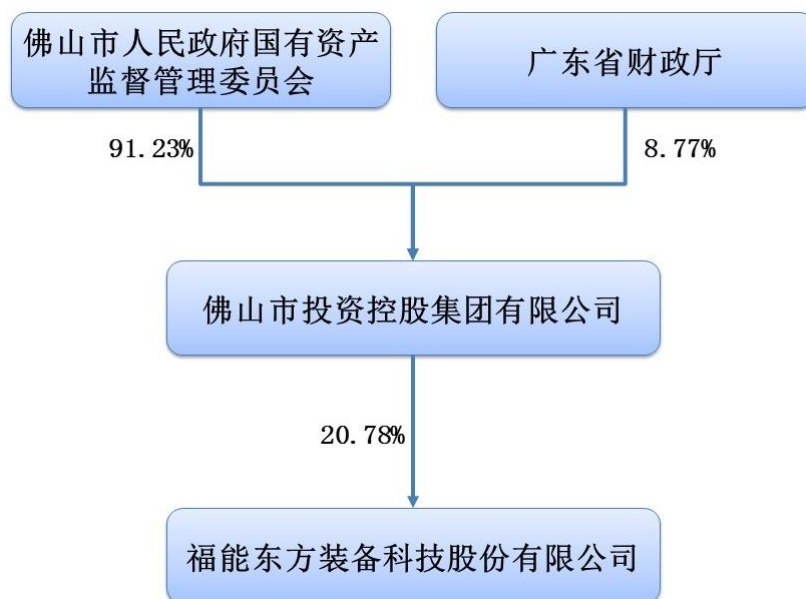 佛山市人民政府国有资产
监督管理委员会
广东省财政厅
91.23%
8.77%
佛山市投资控股集团有限公司
20.78%
福能东方装备科技股份有限公司